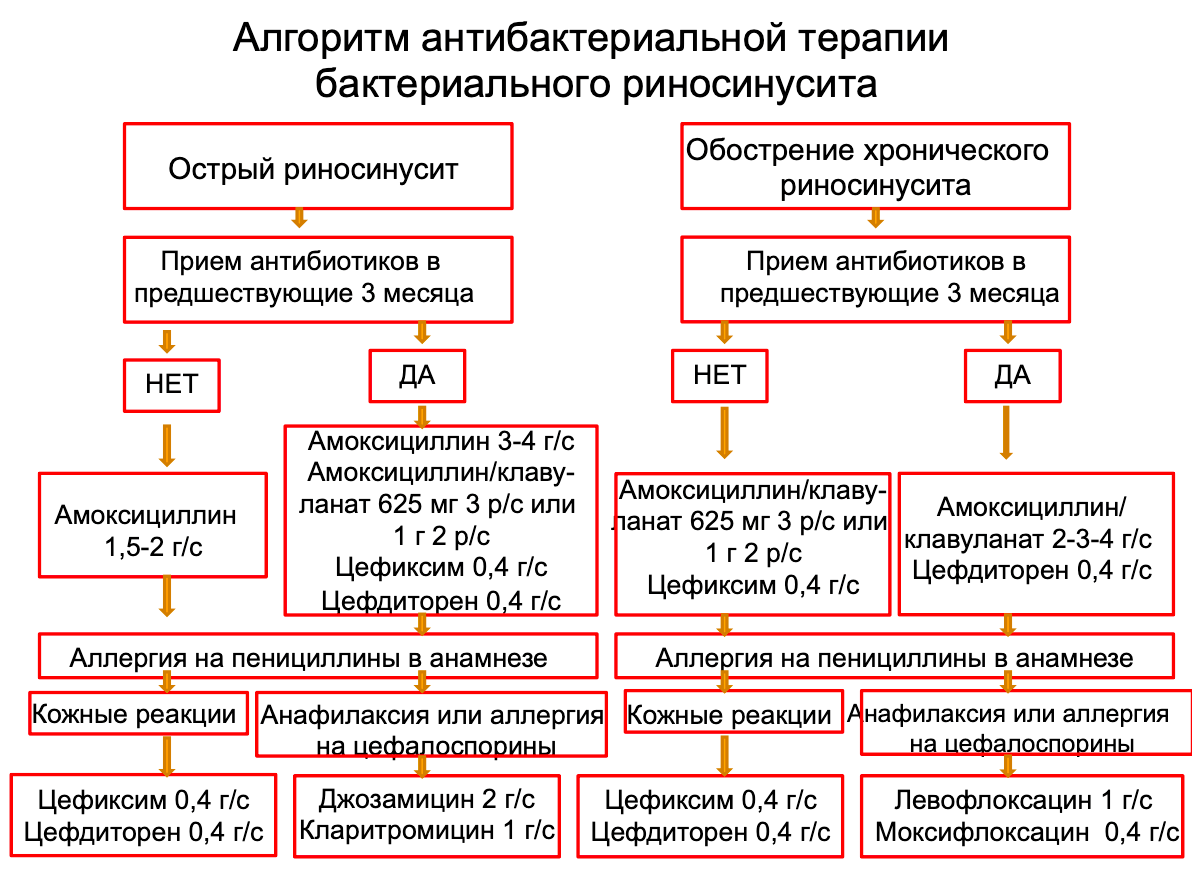 Алгоритм антибактериальной терапии
бактериального риносинусита
Острый риносинусит
Прием антибиотиков в
предшествующие 3 месяца
НЕТ
ДА
Амоксициллин
1,5-2 г/с
Амоксициллин 3-4 г/с
Амоксициллин/клаву-
ланат 625 мг 3 р/с или
1 г 2 р/с
Цефиксим 0,4 г/с
Цефдиторен 0,4 г/с
Аллергия на пенициллины в анамнезе
Кожные реакции
Анафилаксия или аллергия
на цефалоспорины
Цефиксим 0,4 г/с
Цефдиторен 0,4 г/с
Джозамицин 2 г/с
Кларитромицин 1 г/с
Обострение хронического
риносинусита
Прием антибиотиков в
предшествующие 3 месяца
НЕТ
ДА
Амоксициллин/клаву-
ланат 625 мг 3 р/с или
1 г 2 р/с
Цефиксим 0,4 г/с
Амоксициллин/
клавуланат 2-3-4 г/с
Цефдиторен 0,4 г/с
Аллергия на пенициллины в анамнезе
Кожные реакции
Анафилаксия или аллергия
на цефалоспорины
Цефиксим 0,4 г/с
Цефдиторен 0,4 г/с
Левофлоксацин 1 г/с
Моксифлоксацин 0,4 г/с